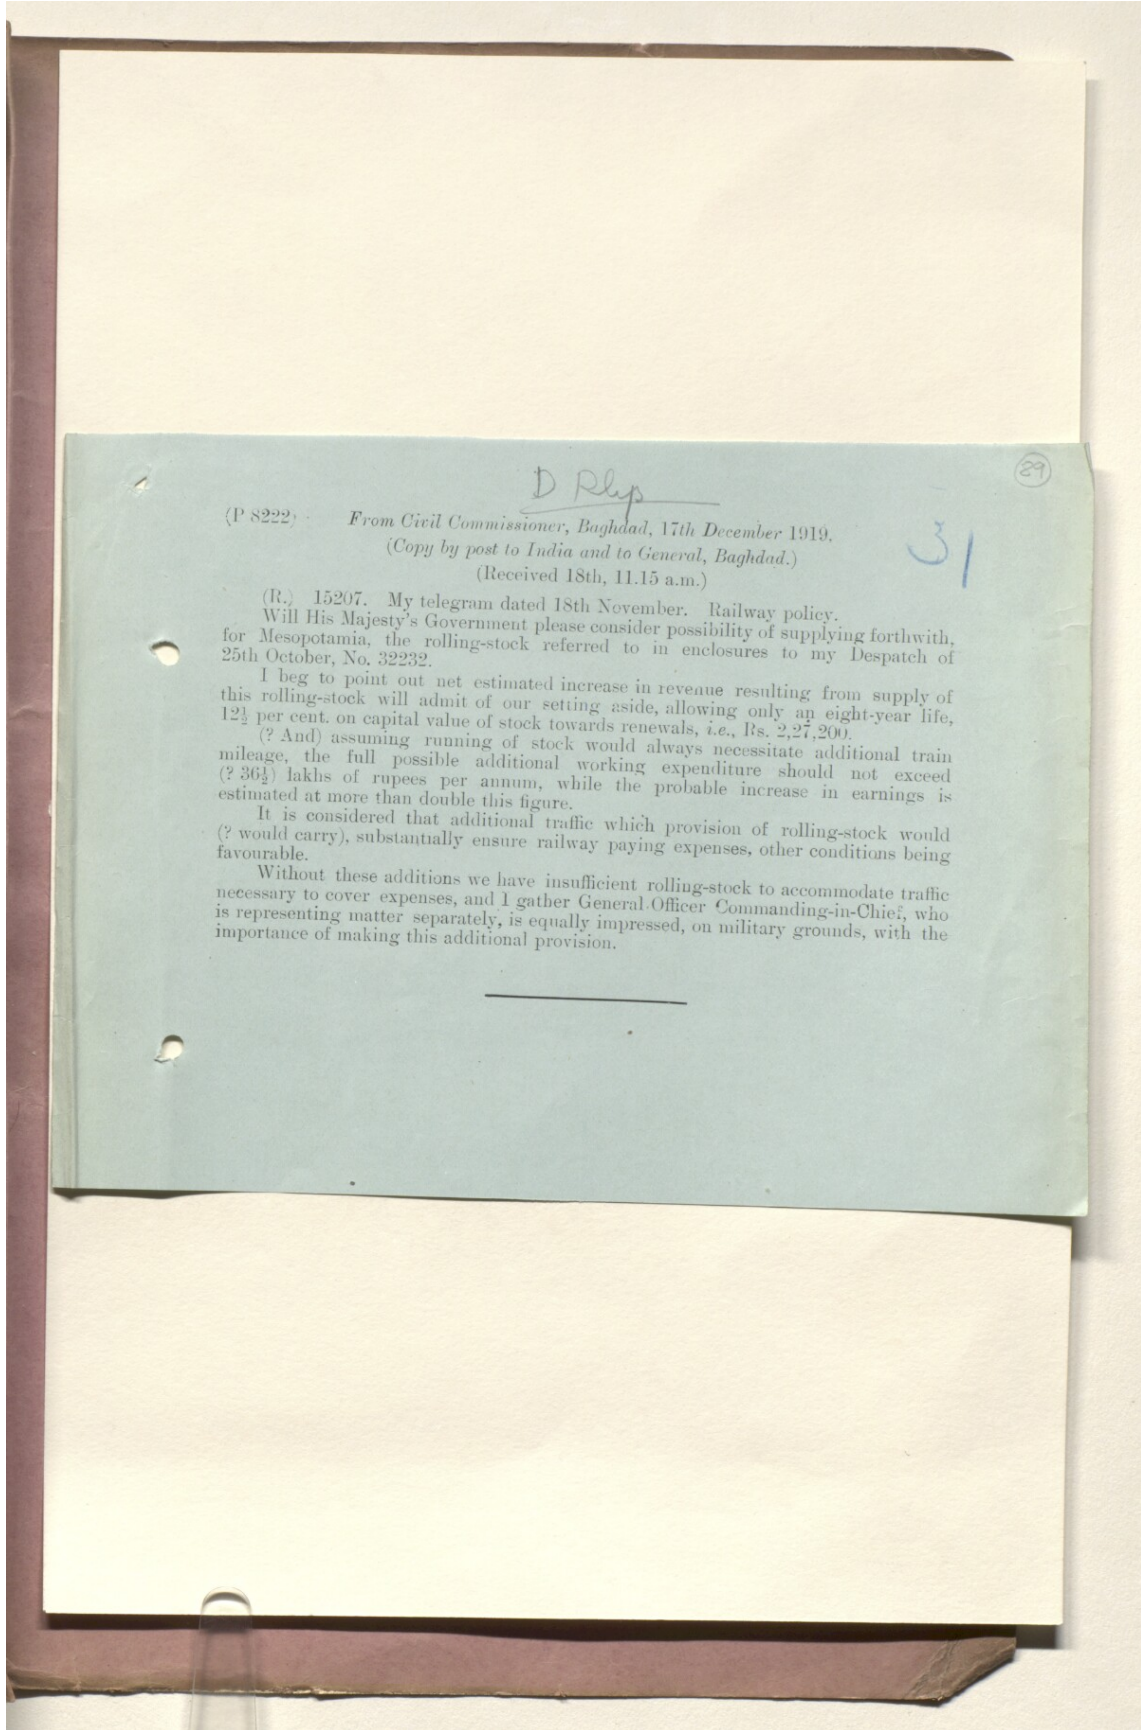 D Rlys
29
(P 8222)
From Civil Commissioner, Baghdad, 17th December 1919.
31
(Copy by post to India and to General, Baghdad.)
(Received 18th, 11.15 a.m.)
(R.) 15207. My telegram dated 18th November. Railway policy.
Will His Majesty's Government please consider possibility of supplying forthwith,
for Mesopotamia, the rolling-stock referred to in enclosures to my Despatch of
25th October, No. 32232.
I beg to point out net estimated increase in revenue resulting from supply of
this rolling-stock will admit of our setting aside, allowing only an eight-year life,
12½ per cent. on capital value of stock towards renewals, i.e., Rs. 2,27,200.
(? And) assuming running of stock would always necessitate additional train
mileage, the full possible additional working expenditure should not exceed
(? 36½) lakhs of rupees per annum, while the probable increase in earnings is
estimated at more than double this figure.
It is considered that additional traffic which provision of rolling-stock would
(? would carry), substantially ensure railway paying expenses, other conditions being
favourable.
Without these additions we have insufficient rolling-stock to accommodate traffic
necessary to cover expenses, and I gather General Officer Commanding-in-Chief, who
is representing matter separately, is equally impressed, on military grounds, with the
importance of making this additional provision.